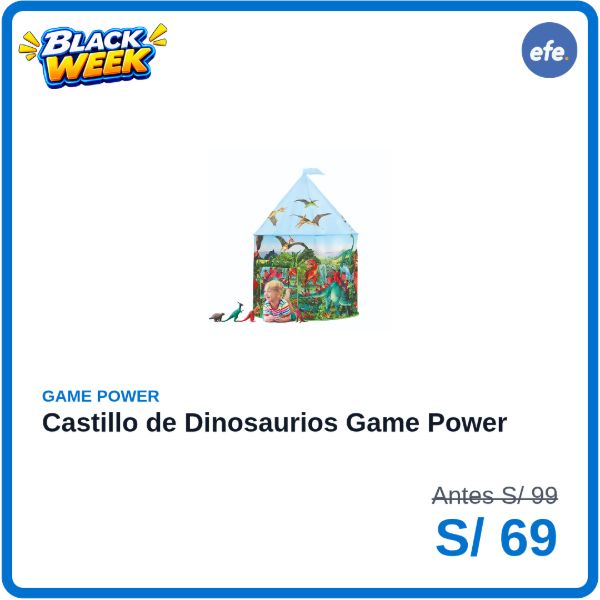 BLACK
WEEK
efe.
GAME POWER
Castillo de Dinosaurios Game Power
Antes S/ 99
S/ 69